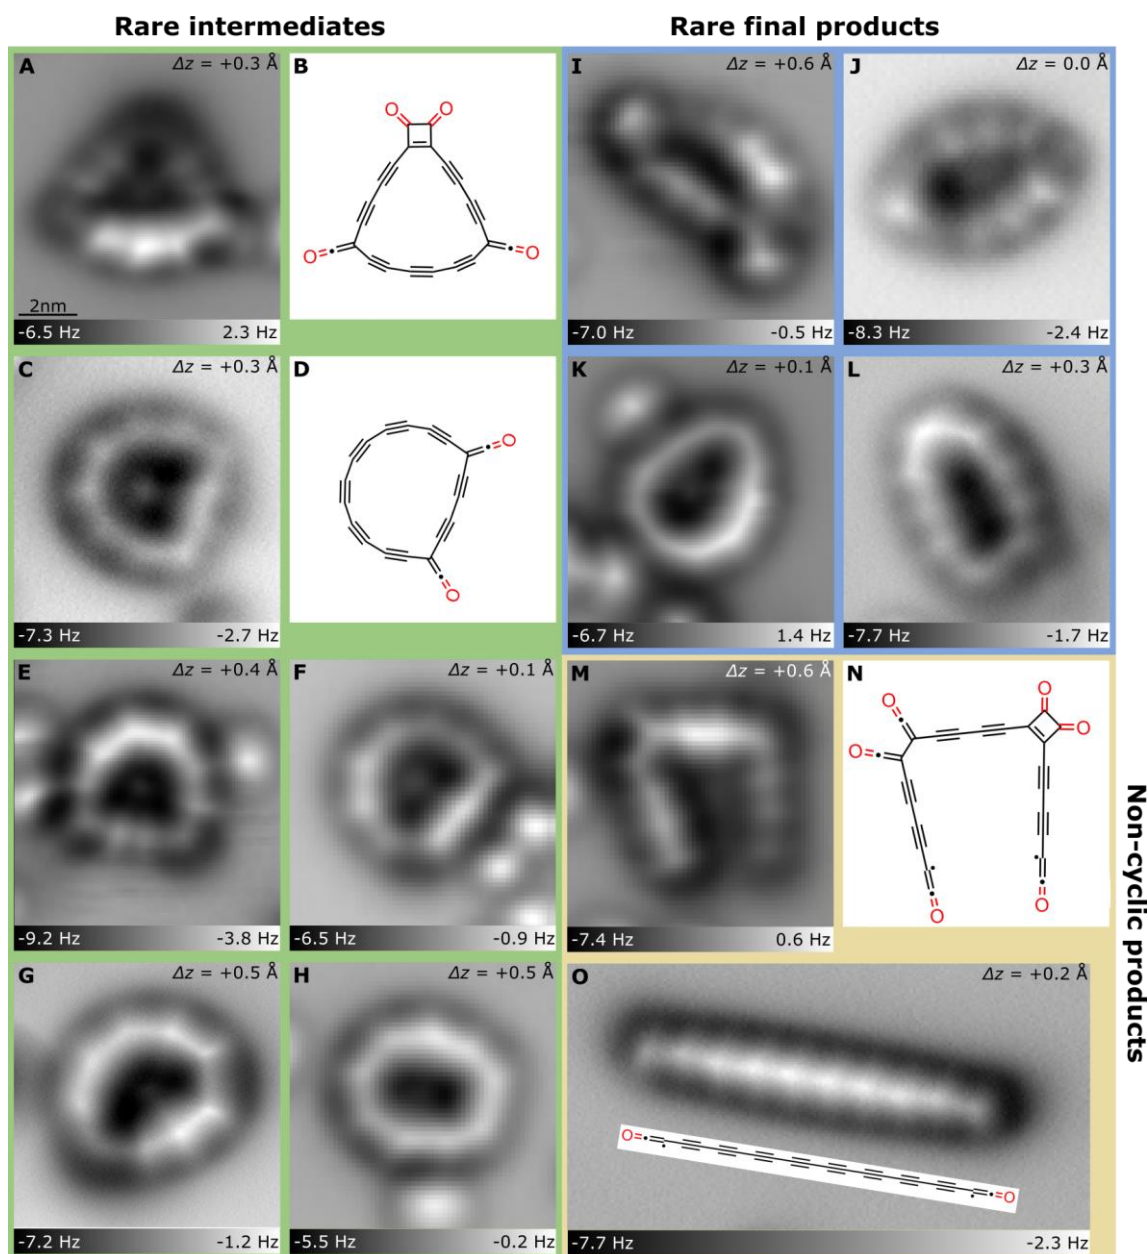 Rare intermediates
Rare final products
A
Δz = +0.3 Å
2nm
-6.5 Hz
2.3 Hz
B
O
O
O
O
I
Δz = +0.6 Å
-7.0 Hz
-0.5 Hz
J
Δz = 0.0 Å
-8.3 Hz
-2.4 Hz
C
Δz = +0.3 Å
-7.3 Hz
-2.7 Hz
D
O
O
K
Δz = +0.1 Å
-6.7 Hz
1.4 Hz
L
Δz = +0.3 Å
-7.7 Hz
-1.7 Hz
E
Δz = +0.4 Å
-9.2 Hz
-3.8 Hz
F
Δz = +0.1 Å
-6.5 Hz
-0.9 Hz
M
Δz = +0.6 Å
-7.4 Hz
0.6 Hz
N
O
O
O
O
O
O
G
Δz = +0.5 Å
-7.2 Hz
-1.2 Hz
H
Δz = +0.5 Å
-5.5 Hz
-0.2 Hz
O
Δz = +0.2 Å
O
O
-7.7 Hz
-2.3 Hz
Non-cyclic products